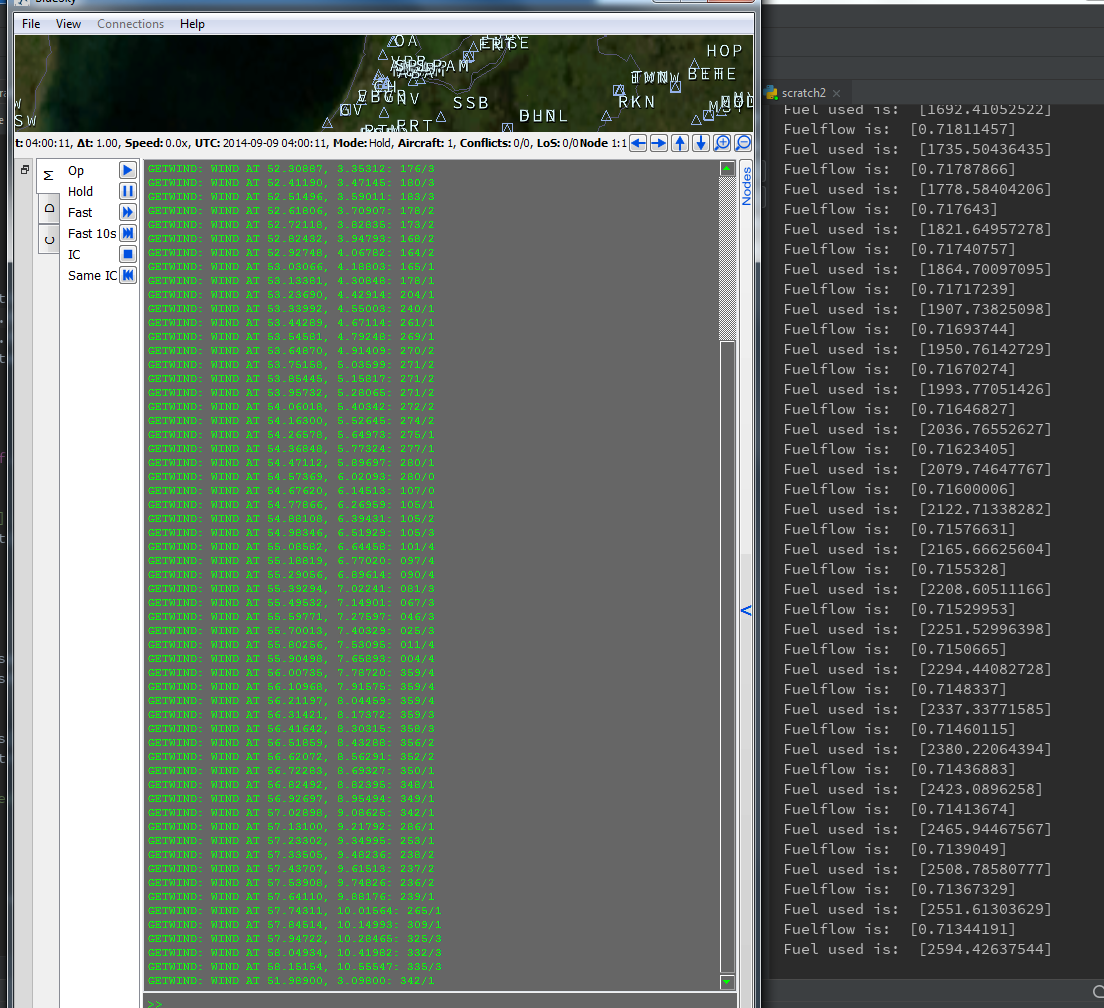 BlueSky
File View Connections Help
HOP
SSB
RKN
t: 04:00:11, Δt: 1.00, Speed: 0.0x, UTC: 2014-09-09 04:00:11, Mode:Hold, Aircraft: 1, Conflicts: 0/0, LoS: 0/0 Node 1:1
Nodes
M
D
C
Op
Hold
Fast
Fast 10s
IC
Same IC
GETWIND: WIND AT 52.30887, 3.35312: 176/3
GETWIND: WIND AT 52.41190, 3.47145: 180/3
GETWIND: WIND AT 52.51496, 3.59011: 183/3
GETWIND: WIND AT 52.61806, 3.70907: 178/2
GETWIND: WIND AT 52.72118, 3.82835: 173/2
GETWIND: WIND AT 52.82432, 3.94793: 168/2
GETWIND: WIND AT 52.92748, 4.06782: 164/2
GETWIND: WIND AT 53.03066, 4.18803: 165/1
GETWIND: WIND AT 53.13381, 4.30848: 178/1
GETWIND: WIND AT 53.23690, 4.42914: 204/1
GETWIND: WIND AT 53.33992, 4.55003: 240/1
GETWIND: WIND AT 53.44289, 4.67114: 261/1
GETWIND: WIND AT 53.54581, 4.79248: 269/1
GETWIND: WIND AT 53.64870, 4.91409: 270/2
GETWIND: WIND AT 53.75158, 5.03599: 271/2
GETWIND: WIND AT 53.85445, 5.15817: 271/2
GETWIND: WIND AT 53.95732, 5.28065: 271/2
GETWIND: WIND AT 54.06018, 5.40342: 272/2
GETWIND: WIND AT 54.16300, 5.52645: 274/2
GETWIND: WIND AT 54.26578, 5.64973: 275/1
GETWIND: WIND AT 54.36848, 5.77324: 277/1
GETWIND: WIND AT 54.47112, 5.89697: 280/1
GETWIND: WIND AT 54.57369, 6.02093: 280/0
GETWIND: WIND AT 54.67620, 6.14513: 107/0
GETWIND: WIND AT 54.77866, 6.26959: 105/1
GETWIND: WIND AT 54.88108, 6.39431: 105/2
GETWIND: WIND AT 54.98346, 6.51929: 105/3
GETWIND: WIND AT 55.08582, 6.64458: 101/4
GETWIND: WIND AT 55.18819, 6.77020: 097/4
GETWIND: WIND AT 55.29056, 6.89614: 090/4
GETWIND: WIND AT 55.39294, 7.02241: 081/3
GETWIND: WIND AT 55.49532, 7.14901: 067/3
GETWIND: WIND AT 55.59771, 7.27597: 046/3
GETWIND: WIND AT 55.70013, 7.40329: 025/3
GETWIND: WIND AT 55.80256, 7.53095: 011/4
GETWIND: WIND AT 55.90498, 7.65893: 004/4
GETWIND: WIND AT 56.00735, 7.78720: 359/4
GETWIND: WIND AT 56.10968, 7.91575: 359/4
GETWIND: WIND AT 56.21197, 8.04459: 359/4
GETWIND: WIND AT 56.31421, 8.17372: 359/3
GETWIND: WIND AT 56.41642, 8.30315: 358/3
GETWIND: WIND AT 56.51859, 8.43288: 356/2
GETWIND: WIND AT 56.62072, 8.56291: 352/2
GETWIND: WIND AT 56.72283, 8.69327: 350/1
GETWIND: WIND AT 56.82492, 8.82395: 348/1
GETWIND: WIND AT 56.92697, 8.95494: 349/1
GETWIND: WIND AT 57.02898, 9.08625: 342/1
GETWIND: WIND AT 57.13100, 9.21792: 286/1
GETWIND: WIND AT 57.23302, 9.34995: 253/1
GETWIND: WIND AT 57.33505, 9.48236: 238/2
GETWIND: WIND AT 57.43707, 9.61513: 237/2
GETWIND: WIND AT 57.53908, 9.74826: 236/2
GETWIND: WIND AT 57.64110, 9.88176: 239/1
GETWIND: WIND AT 57.74311, 10.01564: 265/1
GETWIND: WIND AT 57.84514, 10.14993: 309/1
GETWIND: WIND AT 57.94722, 10.28465: 325/3
GETWIND: WIND AT 58.04934, 10.41982: 332/3
GETWIND: WIND AT 58.15154, 10.55547: 335/3
GETWIND: WIND AT 51.98900, 3.09800: 342/1
>>
scratch2
Fuel used is: [1692.41052522]
Fuelflow is: [0.71811457]
Fuel used is: [1735.50436435]
Fuelflow is: [0.71787866]
Fuel used is: [1778.58404206]
Fuelflow is: [0.717643]
Fuel used is: [1821.64957278]
Fuelflow is: [0.71740757]
Fuel used is: [1864.70097095]
Fuelflow is: [0.71717239]
Fuel used is: [1907.73825098]
Fuelflow is: [0.71693744]
Fuel used is: [1950.76142729]
Fuelflow is: [0.71670274]
Fuel used is: [1993.77051426]
Fuelflow is: [0.71646827]
Fuel used is: [2036.76552627]
Fuelflow is: [0.71623405]
Fuel used is: [2079.74647767]
Fuelflow is: [0.71600006]
Fuel used is: [2122.71338282]
Fuelflow is: [0.71576631]
Fuel used is: [2165.66625604]
Fuelflow is: [0.7155328]
Fuel used is: [2208.60511166]
Fuelflow is: [0.71529953]
Fuel used is: [2251.52996398]
Fuelflow is: [0.7150665]
Fuel used is: [2294.44082728]
Fuelflow is: [0.7148337]
Fuel used is: [2337.33771585]
Fuelflow is: [0.71460115]
Fuel used is: [2380.22064394]
Fuelflow is: [0.71436883]
Fuel used is: [2423.0896258]
Fuelflow is: [0.71413674]
Fuel used is: [2465.94467567]
Fuelflow is: [0.7139049]
Fuel used is: [2508.78580777]
Fuelflow is: [0.71367329]
Fuel used is: [2551.61303629]
Fuelflow is: [0.71344191]
Fuel used is: [2594.42637544]